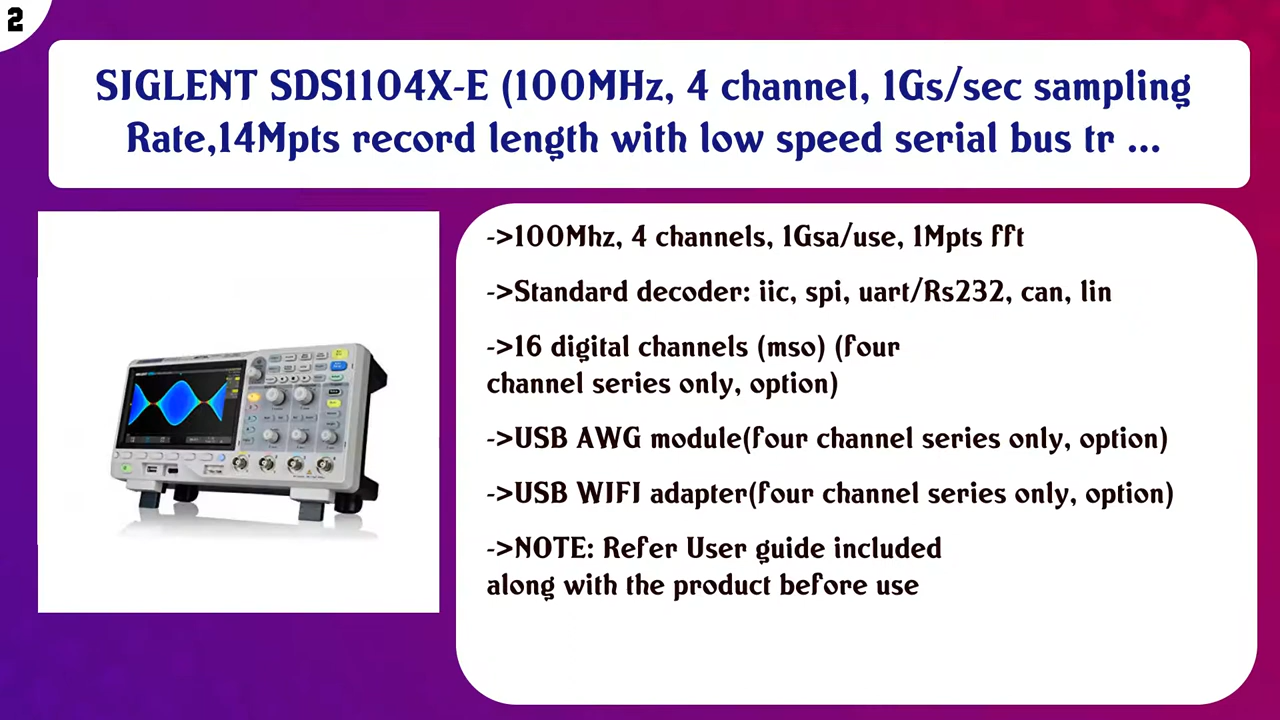 2
SIGLENT SDS1104X-E (100MHz, 4 channel, 1Gs/sec sampling
Rate,14Mpts record length with low speed serial bus tr ...
->100Mhz, 4 channels, 1Gsa/use, 1Mpts fft
->Standard decoder: iic, spi, uart/Rs232, can, lin
->16 digital channels (mso) (four
channel series only, option)
->USB AWG module(four channel series only, option)
->USB WIFI adapter(four channel series only, option)
->NOTE: Refer User guide included
along with the product before use